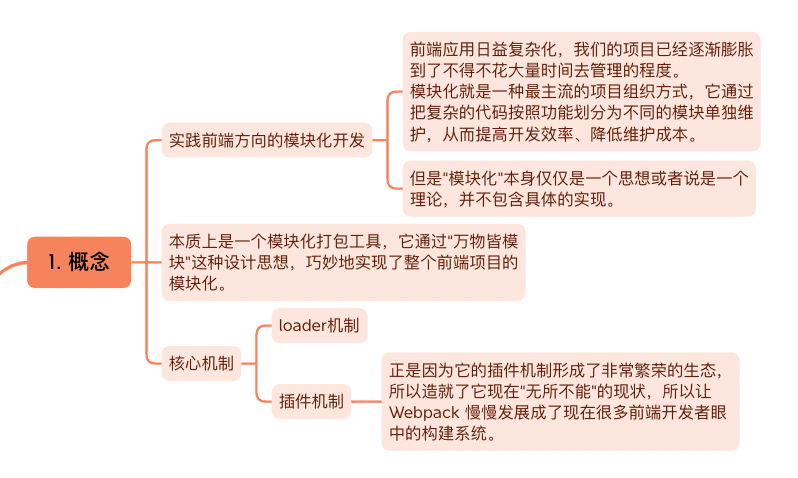 前端应用日益复杂化，我们的项目已经逐渐膨胀
到了不得不花大量时间去管理的程度。
模块化就是一种最主流的项目组织方式，它通过
把复杂的代码按照功能划分为不同的模块单独维
护，从而提高开发效率、降低维护成本。
实践前端方向的模块化开发
但是“模块化”本身仅仅是一个思想或者说是一个
理论，并不包含具体的实现。
1. 概念
本质上是一个模块化打包工具，它通过“万物皆模
块”这种设计思想，巧妙地实现了整个前端项目的
模块化。
核心机制
loader机制
插件机制
正是因为它的插件机制形成了非常繁荣的生态，
所以造就了它现在“无所不能”的现状，所以让
Webpack 慢慢发展成了现在很多前端开发者眼
中的构建系统。